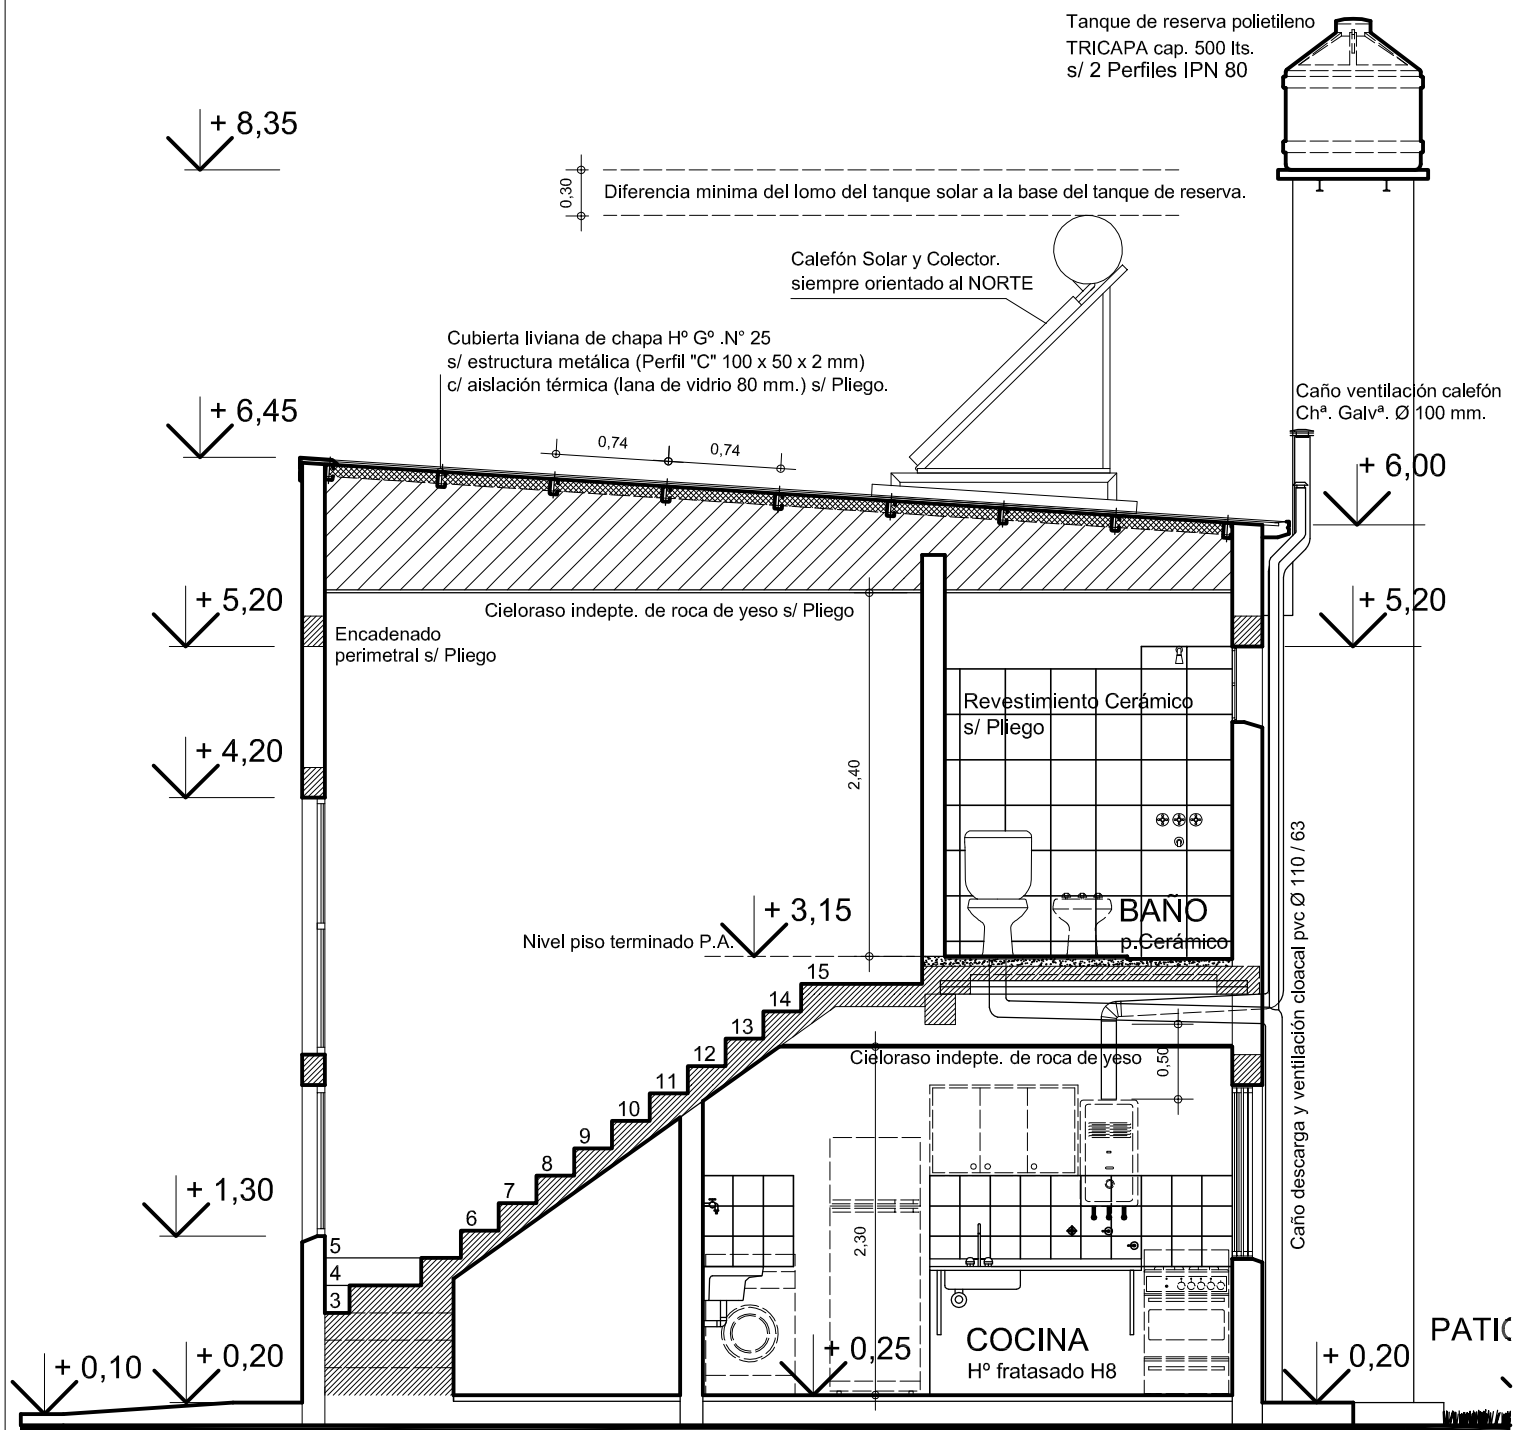 Tanque de reserva polietileno
TRICAPA cap. 500 lts.
s/ 2 Perfiles IPN 80
+ 8,35
0,30
Diferencia minima del lomo del tanque solar a la base del tanque de reserva.
Calefón Solar y Colector.
siempre orientado al NORTE
Cubierta liviana de chapa Hº Gº .N° 25
s/ estructura metálica (Perfil "C" 100 x 50 x 2 mm)
c/ aislación térmica (lana de vidrio 80 mm.) s/ Pliego.
Caño ventilación calefón
Chª. Galvª. Ø 100 mm.
+ 6,45
0,74
0,74
+ 6,00
+ 5,20
Cieloraso indepte. de roca de yeso s/ Pliego
+ 5,20
Encadenado
perimetral s/ Pliego
Revestimiento Cerámico
s/ Pliego
+ 4,20
2,40
Caño descarga y ventilación cloacal pvc Ø 110 / 63
+ 3,15
BAÑO
p.Cerámico
Nivel piso terminado P.A.
15
14
13
12
11
10
9
8
7
6
5
4
3
Cieloraso indepte. de roca de yeso
0,50
+ 1,30
2,30
COCINA
Hº fratasado H8
+ 0,25
+ 0,10
+ 0,20
+ 0,20
PATIO